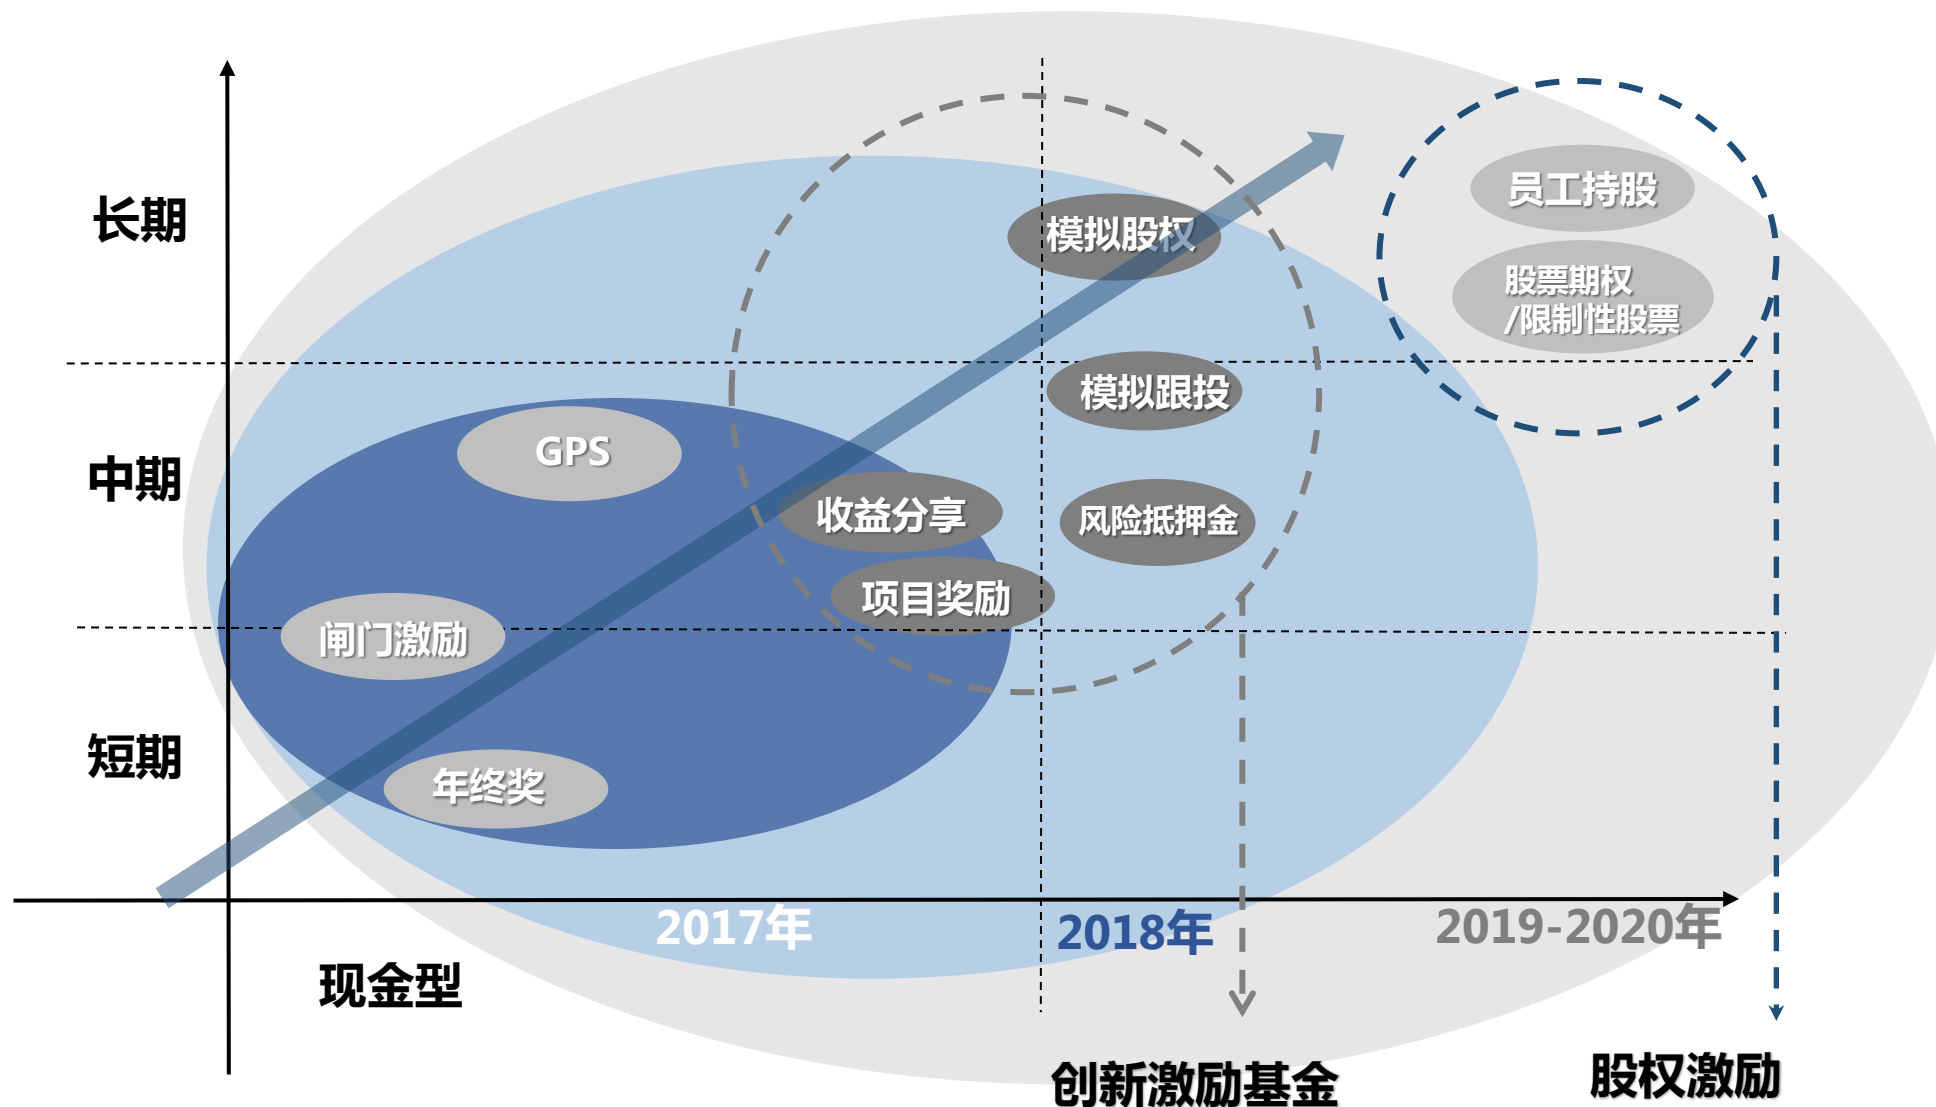 长期
模拟股权
员工持股
股票期权
/限制性股票
模拟跟投
中期
GPS
收益分享
风险抵押金
项目奖励
闸门激励
短期
年终奖
2017年
2018年
2019-2020年
现金型
创新激励基金
股权激励